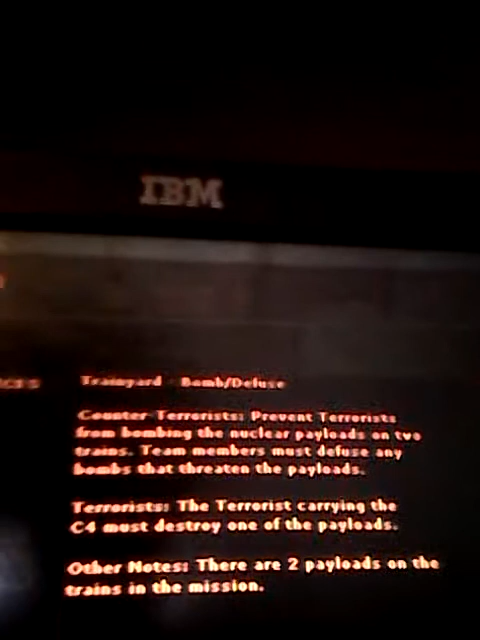 IBM
Trainyard - Bomb/Defuse
Counter-Terrorists: Prevent Terrorists
from bombing the nuclear payloads on two
trains. Team members must defuse any
bombs that threaten the payloads.
Terrorists: The Terrorist carrying the
C4 must destroy one of the payloads.
Other Notes: There are 2 payloads on the
trains in the mission.